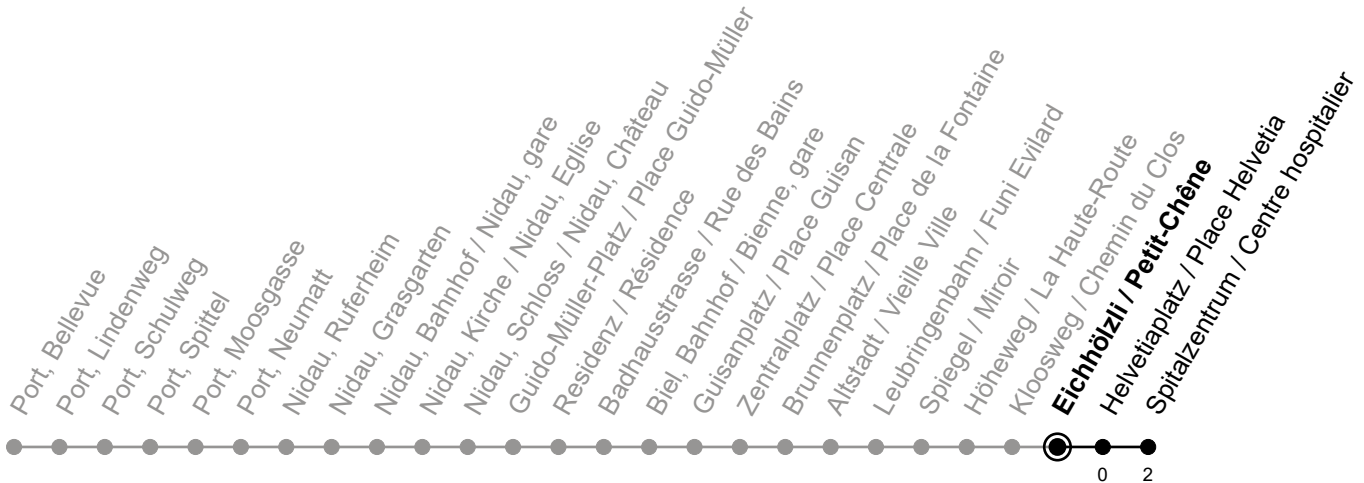 Port, Bellevue
Port, Lindenweg
Port, Schulweg
Port, Spittel
Port, Moosgasse
Port, Neumatt
Nidau, Ruferheim
Nidau, Grasgarten
Nidau, Bahnhof / Nidau, gare
Nidau, Kirche / Nidau, Eglise
Nidau, Schloss / Nidau, Château
Guido-Müller-Platz / Place Guido-Müller
Residenz / Résidence
Badhausstrasse / Rue des Bains
Biel, Bahnhof / Bienne, gare
Guisanplatz / Place Guisan
Zentralplatz / Place Centrale
Brunnenplatz / Place de la Fontaine
Altstadt / Vieille Ville
Leubringenbahn / Funi Evilard
Spiegel / Miroir
Höheweg / La Haute-Route
Kloosweg / Chemin du Clos
Eichhölzli / Petit-Chêne
Helvetiaplatz / Place Helvetia
Spitalzentrum / Centre hospitalier
0 2